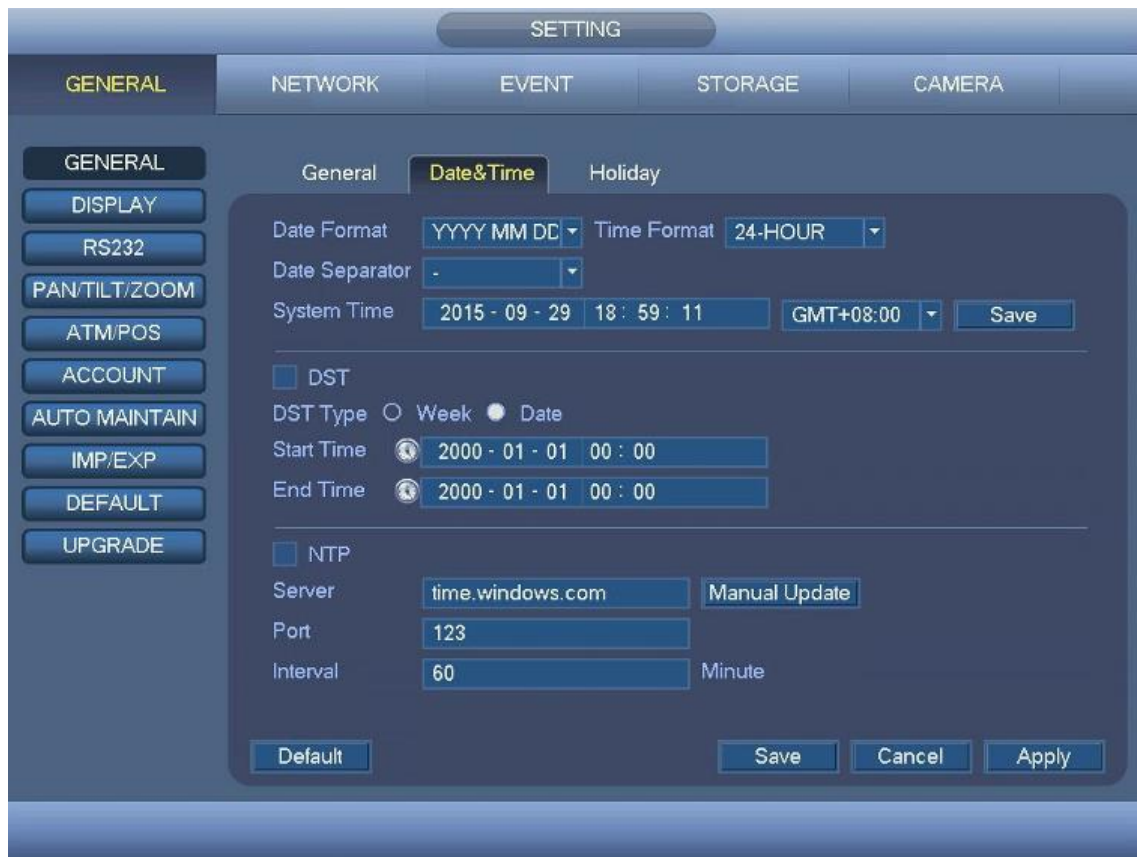 SETTING
GENERAL NETWORK EVENT STORAGE CAMERA
GENERAL
DISPLAY
RS232
PAN/TILT/ZOOM
ATM/POS
ACCOUNT
AUTO MAINTAIN
IMP/EXP
DEFAULT
UPGRADE
General Date&Time Holiday
Date Format YYYY MM DD Time Format 24-HOUR
Date Separator -
System Time 2015 - 09 - 29 18 : 59 : 11 GMT+08:00 Save
DST
DST Type Week Date
Start Time 2000 - 01 - 01 00 : 00
End Time 2000 - 01 - 01 00 : 00
NTP
Server time.windows.com Manual Update
Port 123
Interval 60 Minute
Default Save Cancel Apply